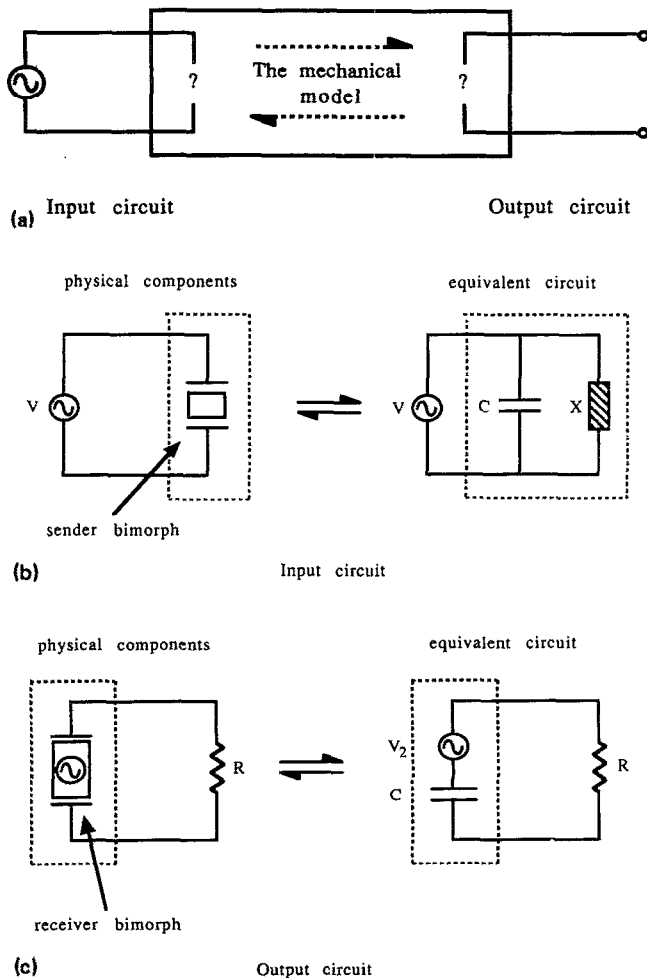 ?
The mechanical
model
?
(a) Input circuit Output circuit
physical components equivalent circuit
V V C X
sender bimorph
(b) Input circuit
physical components equivalent circuit
R V2 C R
receiver bimorph
(c) Output circuit